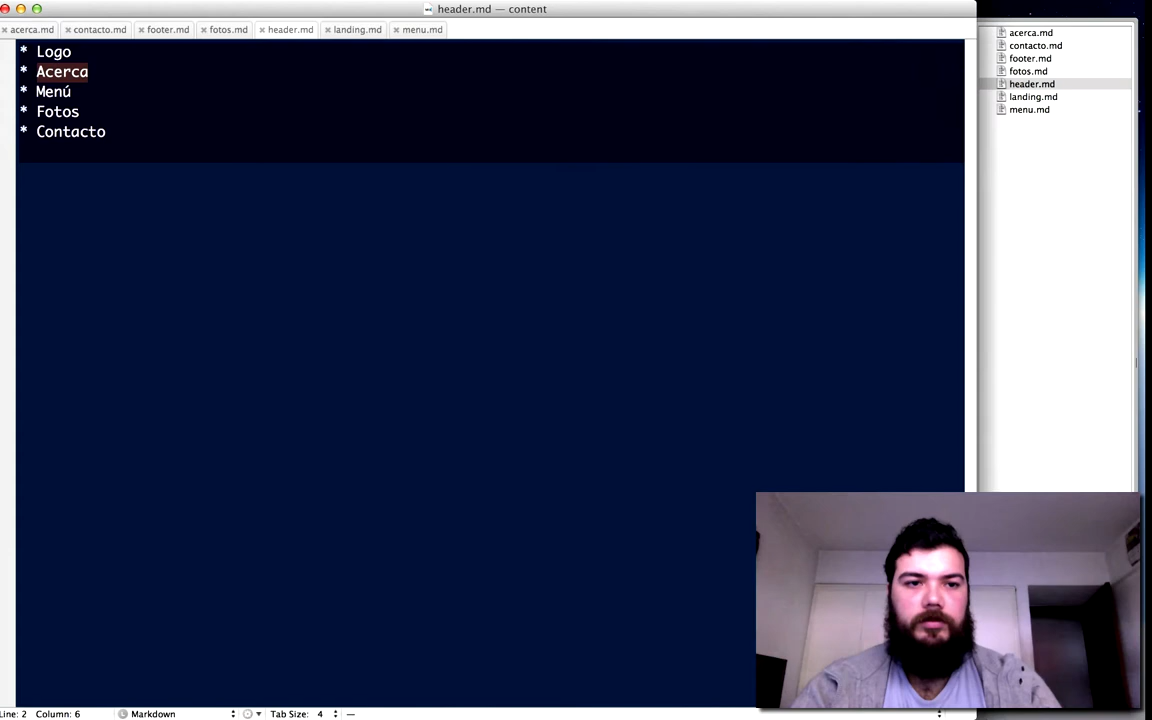 header.md — content
acerca.md contacto.md footer.md fotos.md header.md landing.md menu.md
* Logo
* Acerca
* Menú
* Fotos
* Contacto
acerca.md
contacto.md
footer.md
fotos.md
header.md
landing.md
menu.md
Line: 2 Column: 6 Markdown Tab Size: 4 —